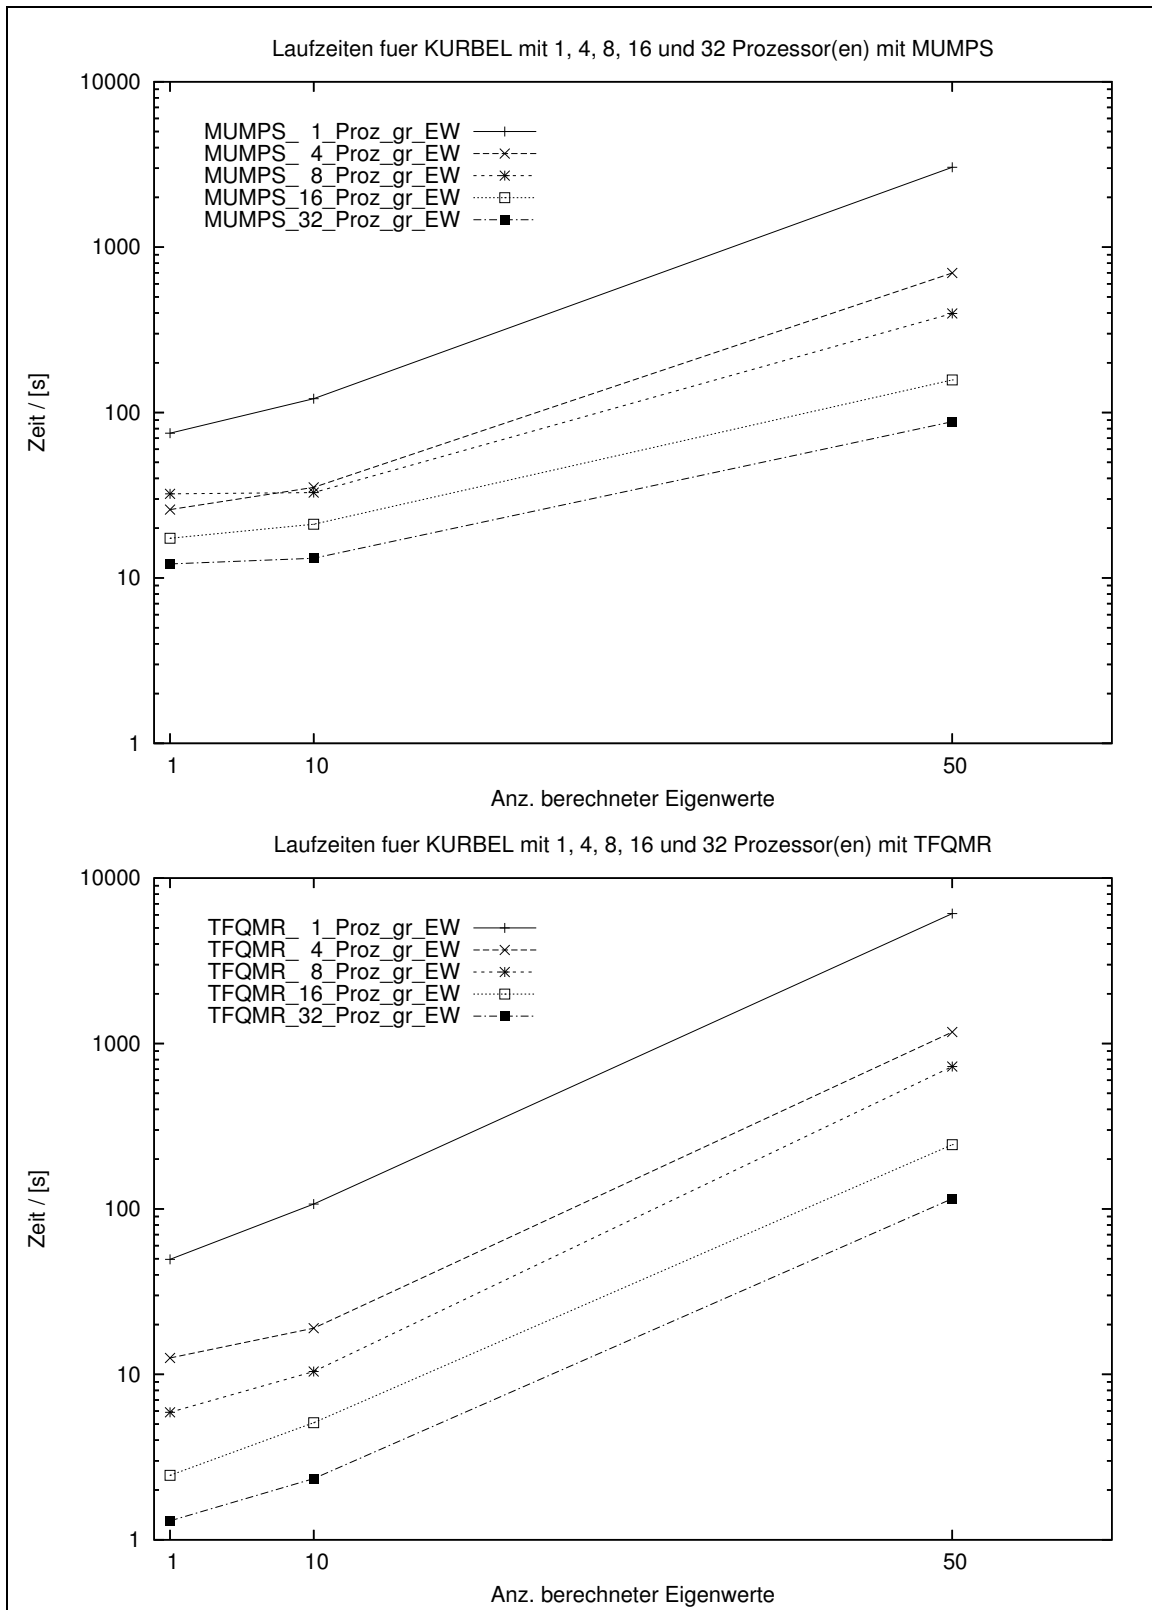 Laufzeiten fuer KURBEL mit 1, 4, 8, 16 und 32 Prozessor(en) mit MUMPS
10000
1000
100
10
1
Zeit / [s]
MUMPS_ 1_Proz_gr_EW
MUMPS_ 4_Proz_gr_EW
MUMPS_ 8_Proz_gr_EW
MUMPS_16_Proz_gr_EW
MUMPS_32_Proz_gr_EW
1 10 50
Anz. berechneter Eigenwerte
Laufzeiten fuer KURBEL mit 1, 4, 8, 16 und 32 Prozessor(en) mit TFQMR
10000
1000
100
10
1
Zeit / [s]
TFQMR_ 1_Proz_gr_EW
TFQMR_ 4_Proz_gr_EW
TFQMR_ 8_Proz_gr_EW
TFQMR_16_Proz_gr_EW
TFQMR_32_Proz_gr_EW
1 10 50
Anz. berechneter Eigenwerte